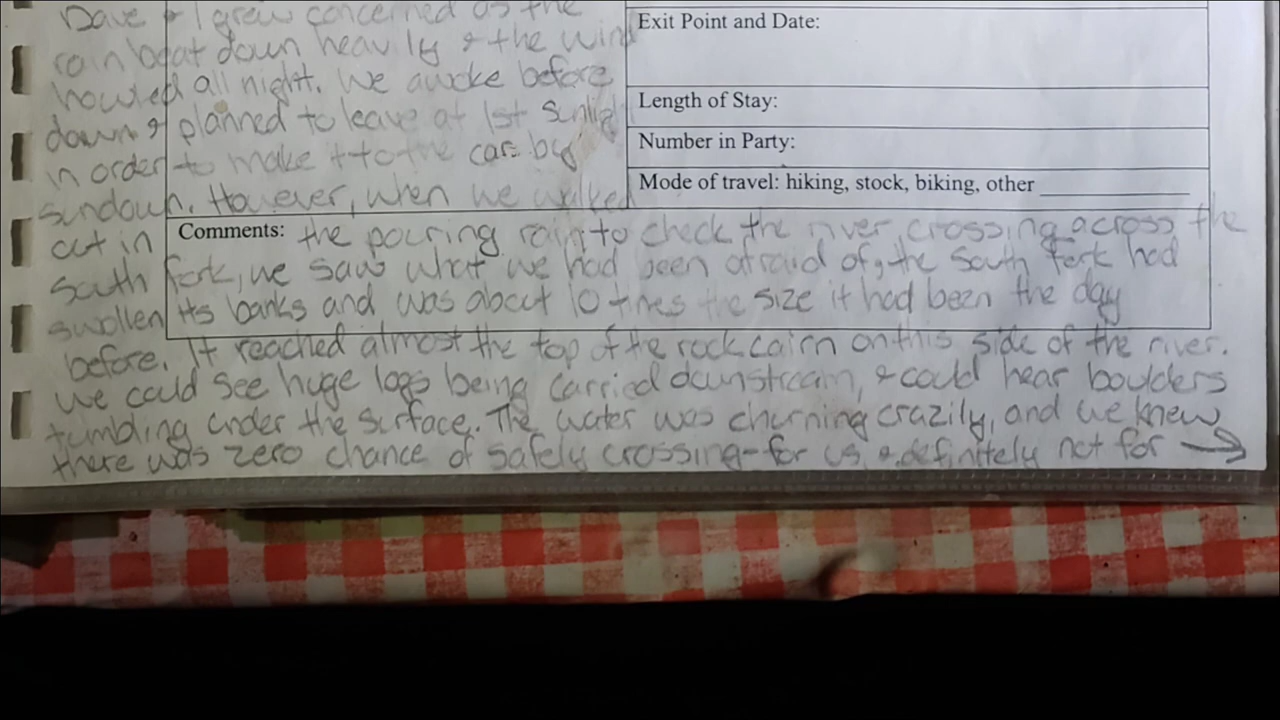 Dave & I grew concerned as the
rain beat down heavily & the wind
howled all night. We awoke before
dawn & planned to leave at 1st sunlight
in order to make it to the car by
sundown. However, when we walked
Exit Point and Date:
Length of Stay:
Number in Party:
Mode of travel: hiking, stock, biking, other
out in Comments: the pouring rain to check the river crossing across the
south fork, we saw what we had been afraid of, the South Fork had
swollen its banks and was about 10 times the size it had been the day
before. It reached almost the top of the rock cairn on this side of the river.
We could see huge logs being carried downstream, & could hear boulders
tumbling under the surface. The water was churning crazily, and we knew
there was zero chance of safely crossing-for us, & definitely not for →